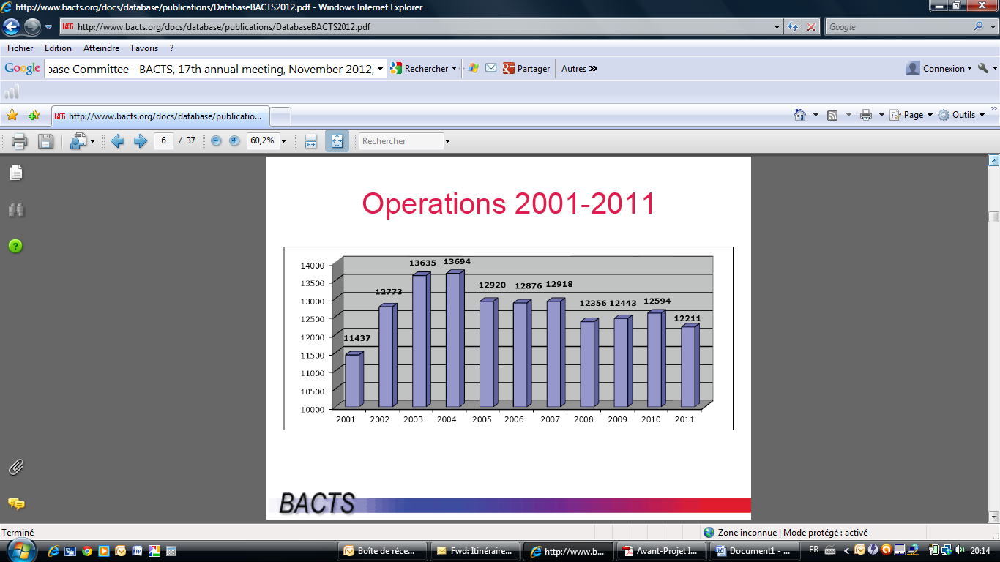 http://www.bacts.org/docs/database/publications/DatabaseBACTS2012.pdf - Windows Internet Explorer
BACTS http://www.bacts.org/docs/database/publications/DatabaseBACTS2012.pdf
Google
Fichier Edition Atteindre Favoris ?
Google base Committee - BACTS, 17th annual meeting, November 2012, Rechercher Partager Autres Connexion
BACTS http://www.bacts.org/docs/database/publicatio... Page Outils
6 / 37 60,2% Rechercher
Operations 2001-2011
14000
13500
13000
12500
12000
11500
11000
10500
10000
11437 12773 13635 13694 12920 12876 12918 12356 12443 12594 12211
2001 2002 2003 2004 2005 2006 2007 2008 2009 2010 2011
BACTS
Terminé Zone inconnue | Mode protégé : activé
Boîte de réce... Fwd: Itinéraire... http://www.b... Avant-Projet I... Document1 - ... FR 20:14